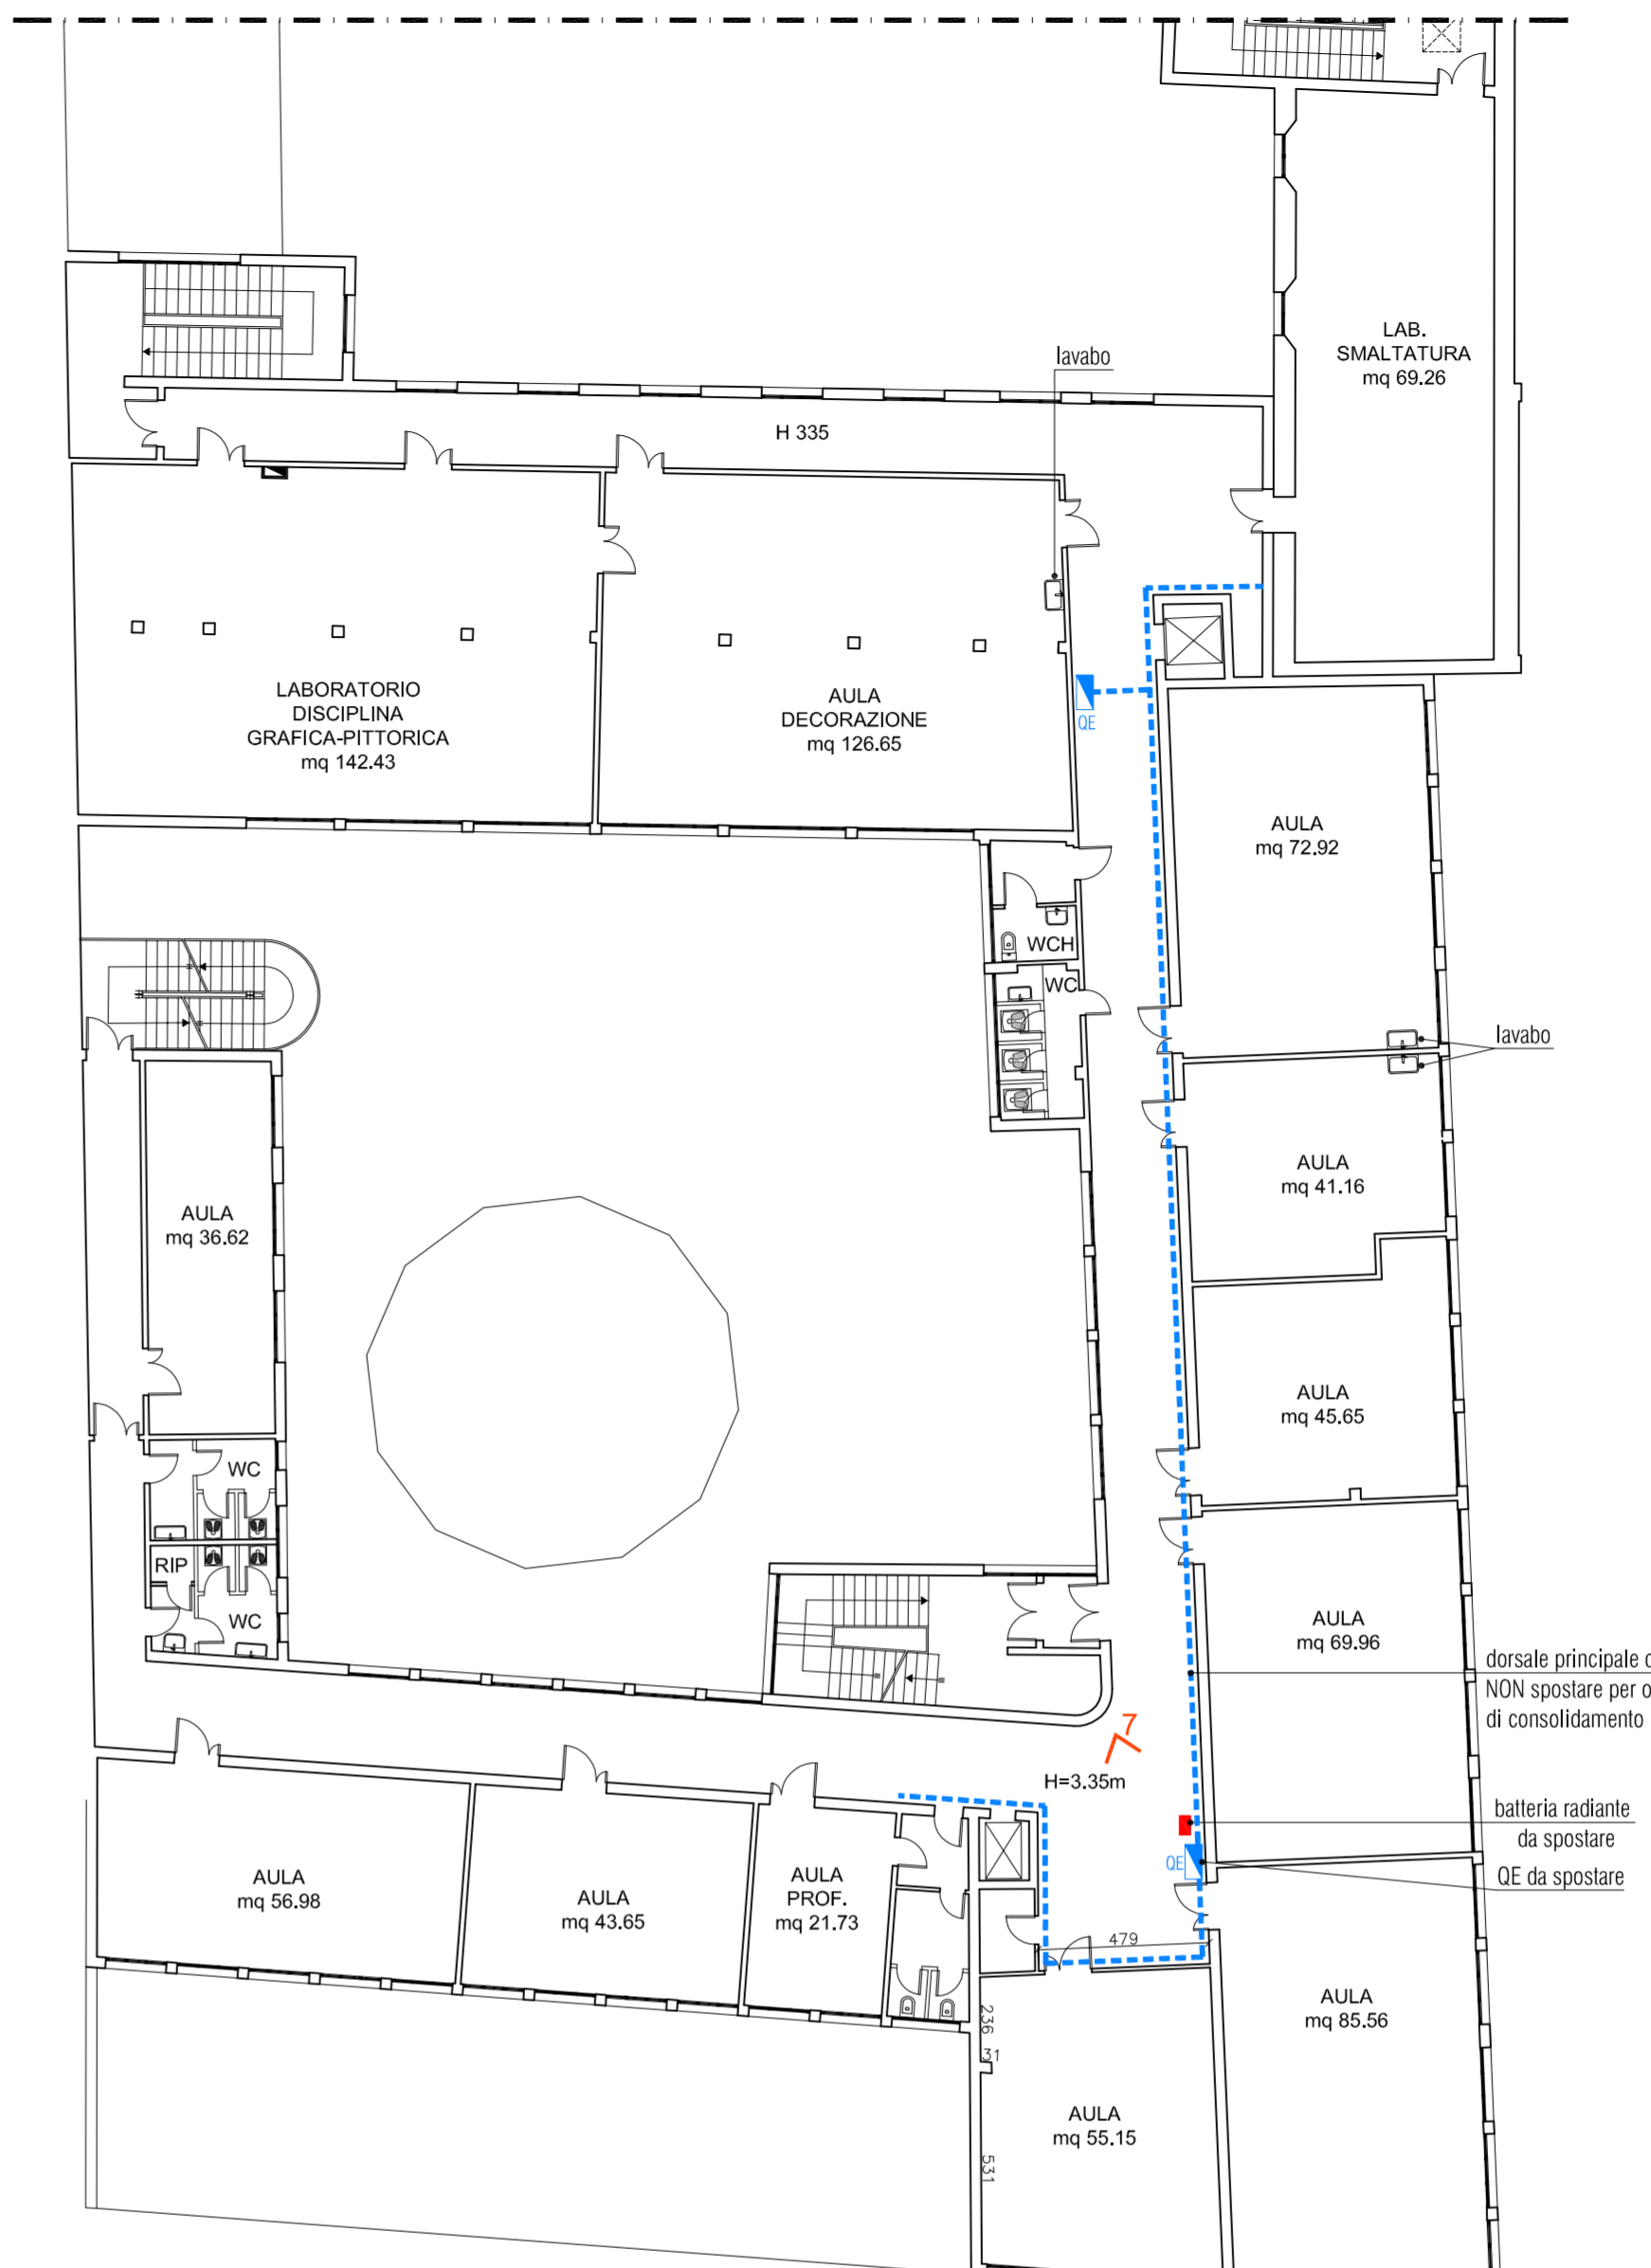 LAB.
SMALTATURA
mq 69.26
lavabo
H 335
LABORATORIO
DISCIPLINA
GRAFICA-PITTORICA
mq 142.43
AULA
DECORAZIONE
mq 126.65
QE
AULA
mq 72.92
WCH
WC
lavabo
AULA
mq 41.16
AULA
mq 36.62
AULA
mq 45.65
WC
RIP
WC
AULA
mq 69.96
dorsale principale
NON spostare per
di consolidamento
7
H=3.35m
batteria radiante
da spostare
QE
QE da spostare
AULA
mq 56.98
AULA
mq 43.65
AULA
PROF.
mq 21.73
479
AULA
mq 85.56
236
31
AULA
mq 55.15
531